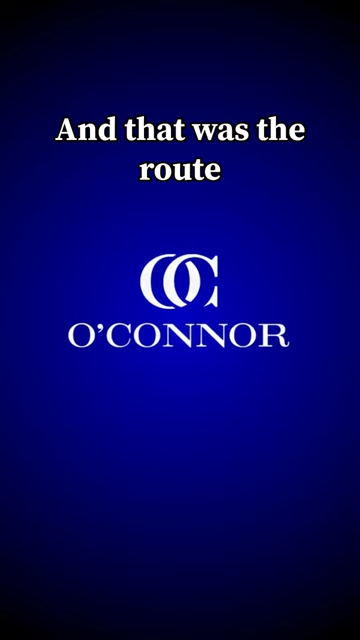 And that was the
route
OC
O'CONNOR